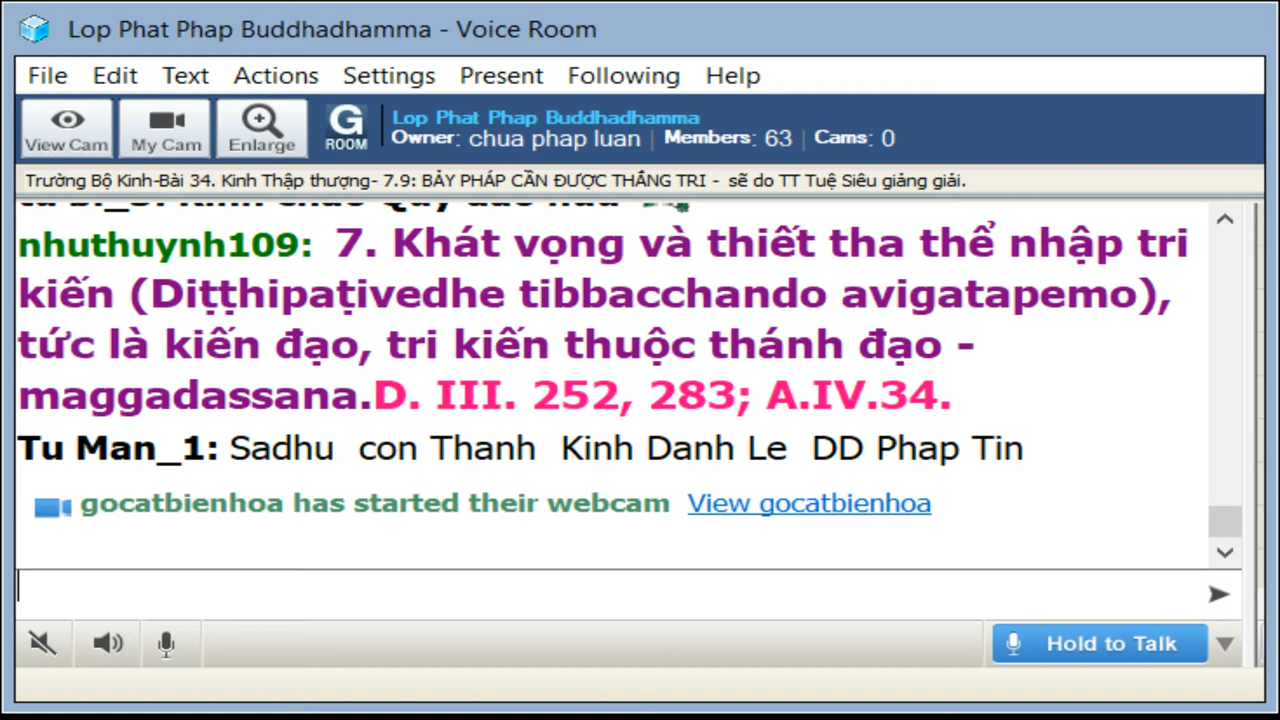 Lop Phat Phap Buddhadhamma - Voice Room
File Edit Text Actions Settings Present Following Help
View Cam My Cam Enlarge G ROOM
Lop Phat Phap Buddhadhamma
Owner: chua phap luan | Members: 63 | Cams: 0
Trường Bộ Kinh-Bài 34. Kinh Thập thượng- 7.9: BẢY PHÁP CẦN ĐƯỢC THẮNG TRI - sẽ do TT Tuệ Siêu giảng giải.
nhuthuynh109: 7. Khát vọng và thiết tha thể nhập tri
kiến (Diṭṭhipaṭivedhe tibbacchando avigatapemo),
tức là kiến đạo, tri kiến thuộc thánh đạo -
maggadassana.D. III. 252, 283; A.IV.34.
Tu Man_1: Sadhu con Thanh Kinh Danh Le DD Phap Tin
gocatbienhoa has started their webcam View gocatbienhoa
Hold to Talk